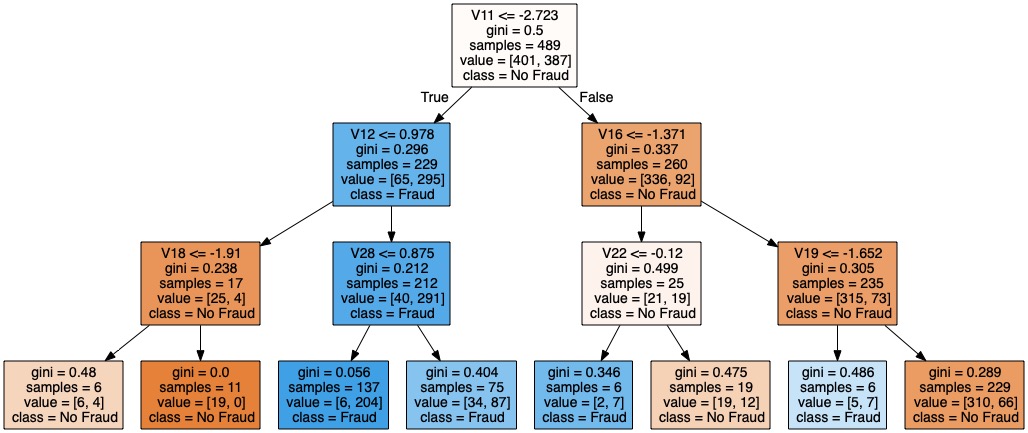 V11 <= -2.723
gini = 0.5
samples = 489
value = [401, 387]
class = No Fraud
True
False
V12 <= 0.978
gini = 0.296
samples = 229
value = [65, 295]
class = Fraud
V16 <= -1.371
gini = 0.337
samples = 260
value = [336, 92]
class = No Fraud
V18 <= -1.91
gini = 0.238
samples = 17
value = [25, 4]
class = No Fraud
V28 <= 0.875
gini = 0.212
samples = 212
value = [40, 291]
class = Fraud
V22 <= -0.12
gini = 0.499
samples = 25
value = [21, 19]
class = No Fraud
V19 <= -1.652
gini = 0.305
samples = 235
value = [315, 73]
class = No Fraud
gini = 0.48
samples = 6
value = [6, 4]
class = No Fraud
gini = 0.0
samples = 11
value = [19, 0]
class = No Fraud
gini = 0.056
samples = 137
value = [6, 204]
class = Fraud
gini = 0.404
samples = 75
value = [34, 87]
class = Fraud
gini = 0.346
samples = 6
value = [2, 7]
class = Fraud
gini = 0.475
samples = 19
value = [19, 12]
class = No Fraud
gini = 0.486
samples = 6
value = [5, 7]
class = Fraud
gini = 0.289
samples = 229
value = [310, 66]
class = No Fraud